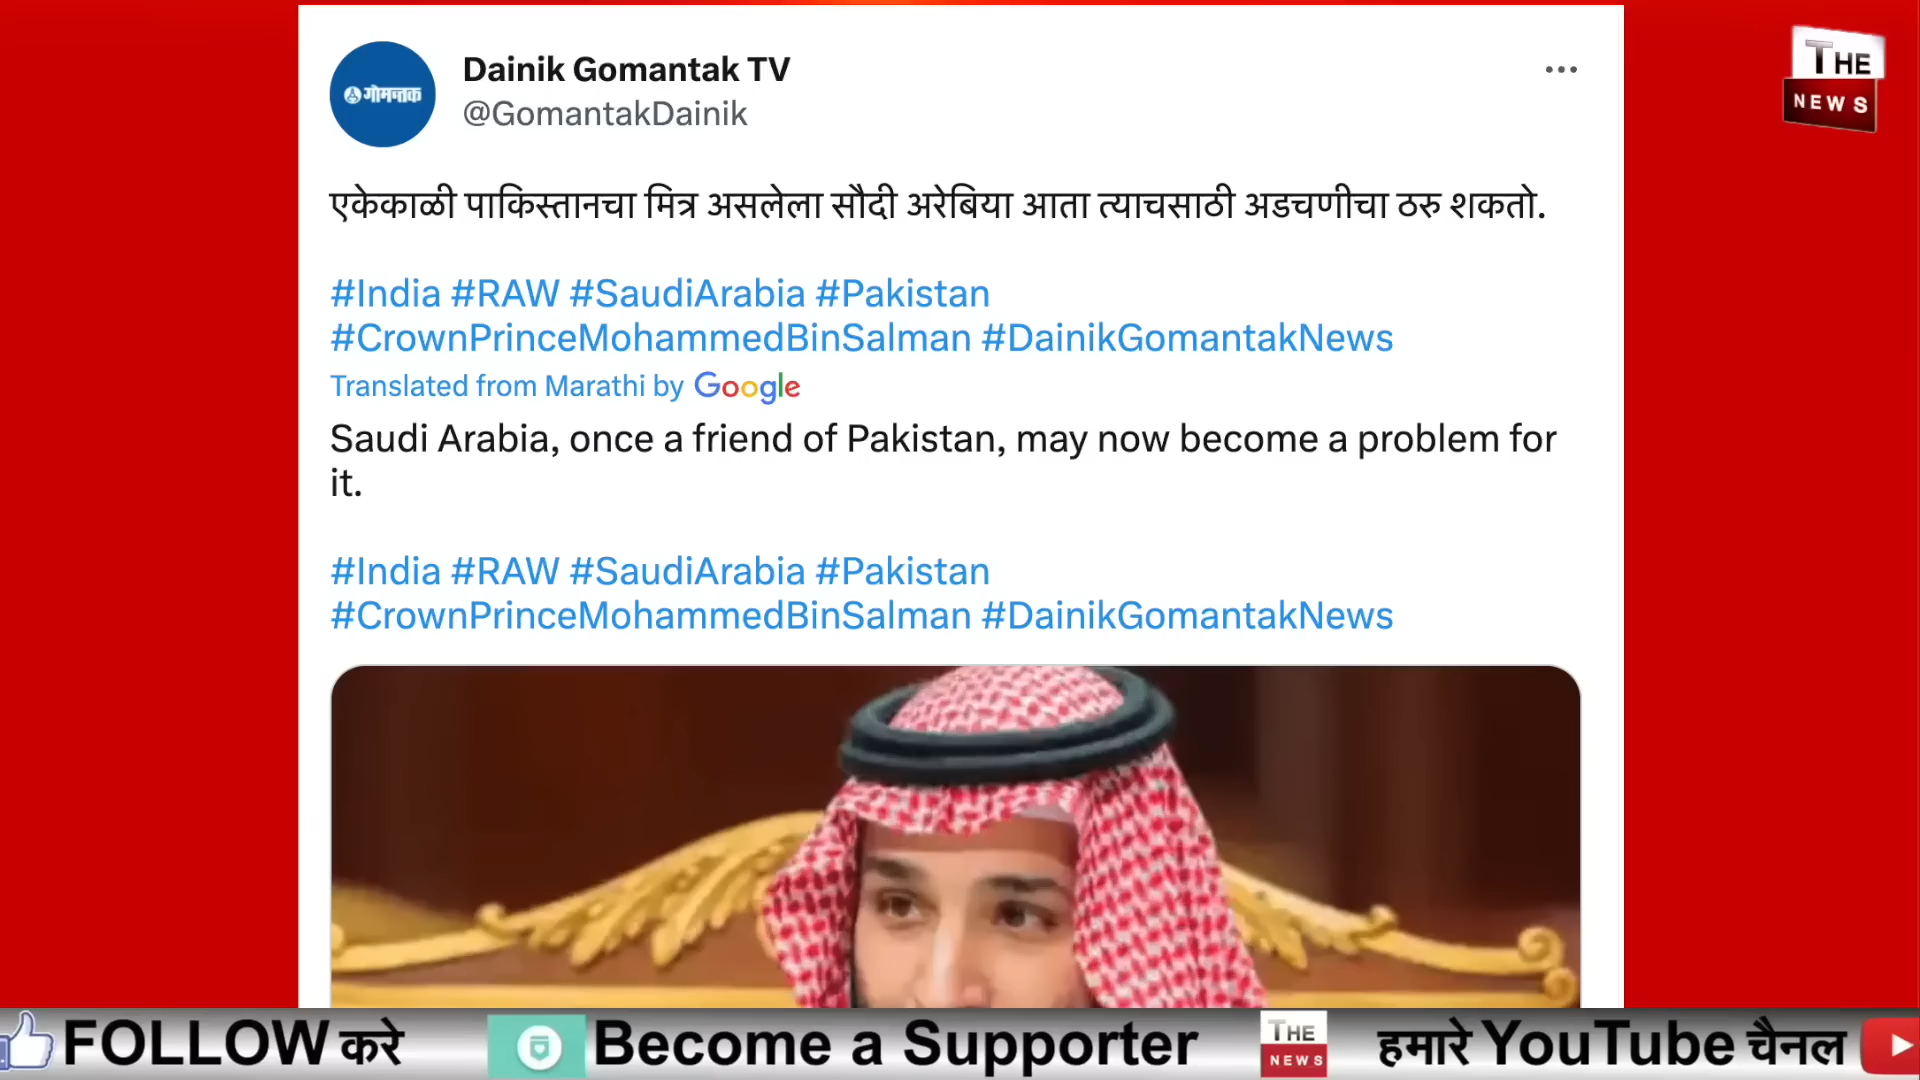 Dainik Gomantak TV
@GomantakDainik
गोमन्तक
THE
NEWS
एकेकाळी पाकिस्तानचा मित्र असलेला सौदी अरेबिया आता त्याचसाठी अडचणीचा ठरु शकतो.
#India #RAW #SaudiArabia #Pakistan
#CrownPrinceMohammedBinSalman #DainikGomantakNews
Translated from Marathi by Google
Saudi Arabia, once a friend of Pakistan, may now become a problem for
it.
#India #RAW #SaudiArabia #Pakistan
#CrownPrinceMohammedBinSalman #DainikGomantakNews
FOLLOW करे Become a Supporter THE NEWS हमारे YouTube चैनल